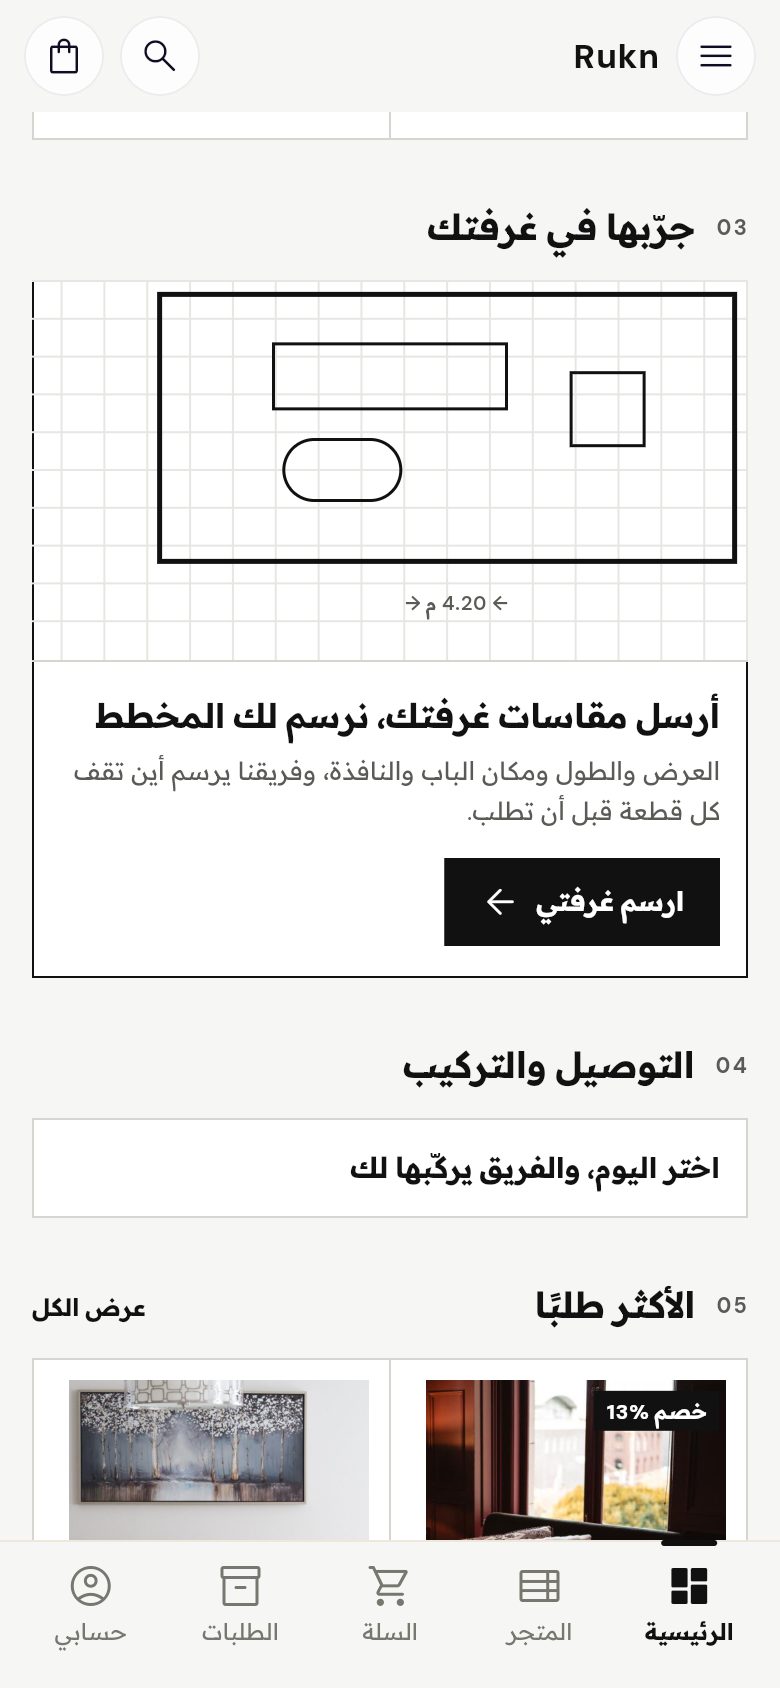 Rukn
03 جرّبها في غرفتك
← 4.20 م →
أرسل مقاسات غرفتك، نرسم لك المخطط
العرض والطول ومكان الباب والنافذة، وفريقنا يرسم أين تقف
كل قطعة قبل أن تطلب.
ارسم غرفتي ←
04 التوصيل والتركيب
اختر اليوم، والفريق يركّبها لك
05 الأكثر طلبًا
عرض الكل
خصم 13%
الرئيسية
المتجر
السلة
الطلبات
حسابي